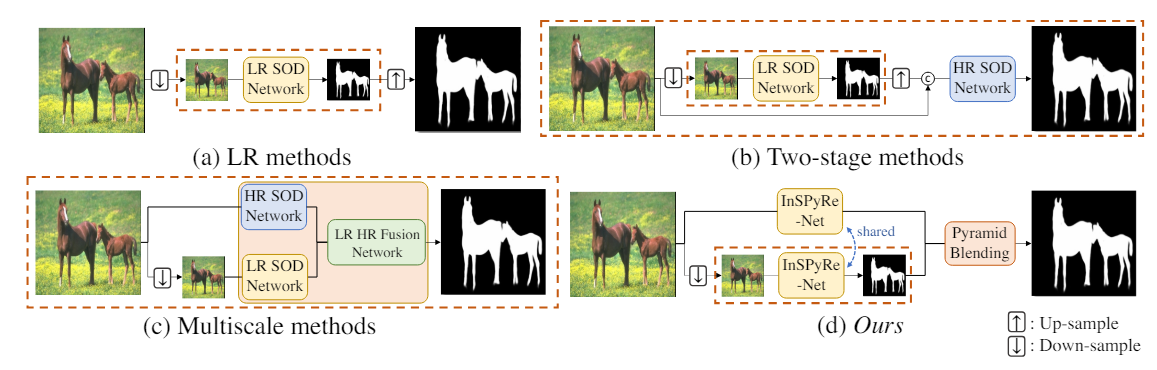 LR SOD
Network
(a) LR methods
LR SOD
Network
C
HR SOD
Network
(b) Two-stage methods
HR SOD
Network
LR SOD
Network
LR HR Fusion
Network
(c) Multiscale methods
InSPyRe
-Net
shared
InSPyRe
-Net
Pyramid
Blending
(d) Ours
: Up-sample
: Down-sample